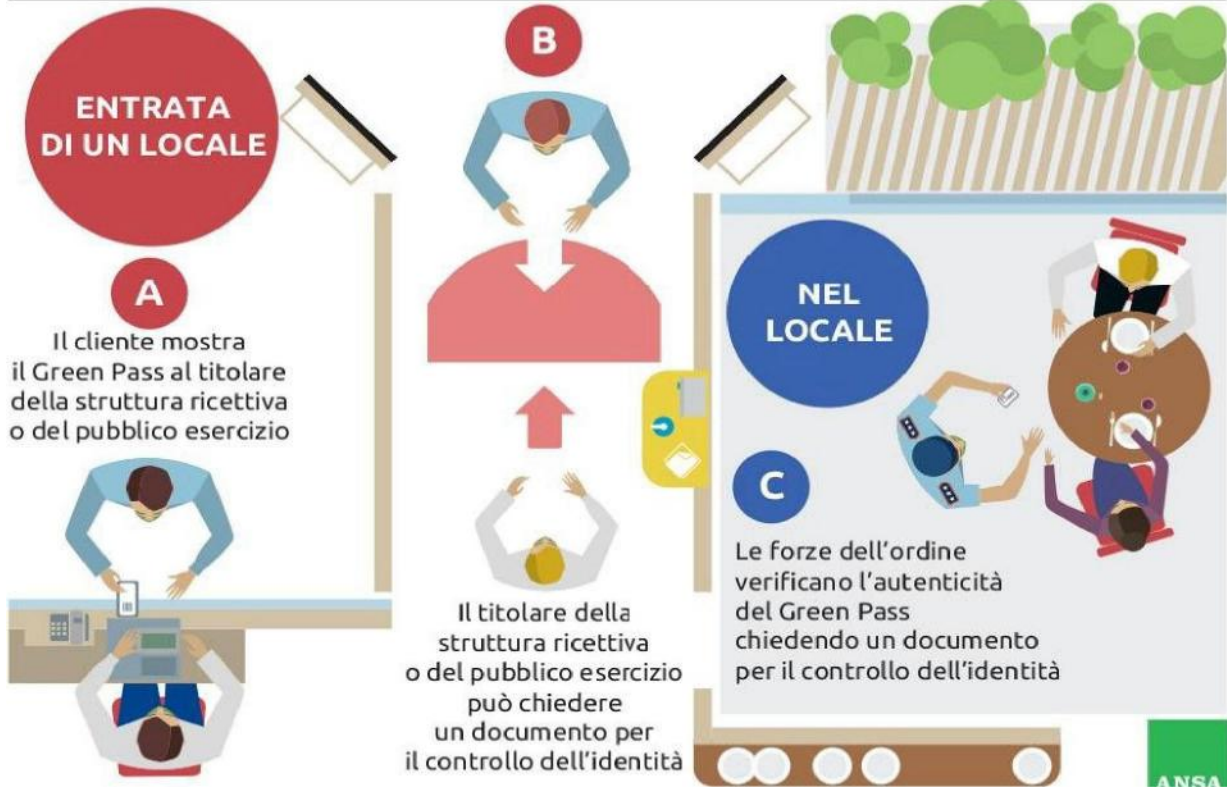 ENTRATA
DI UN LOCALE
A
Il cliente mostra
il Green Pass al titolare
della struttura ricettiva
o del pubblico esercizio
B
Il titolare della
struttura ricettiva
o del pubblico esercizio
può chiedere
un documento per
il controllo dell'identità
NEL
LOCALE
C
Le forze dell'ordine
verificano l'autenticità
del Green Pass
chiedendo un documento
per il controllo dell'identità
ANSA